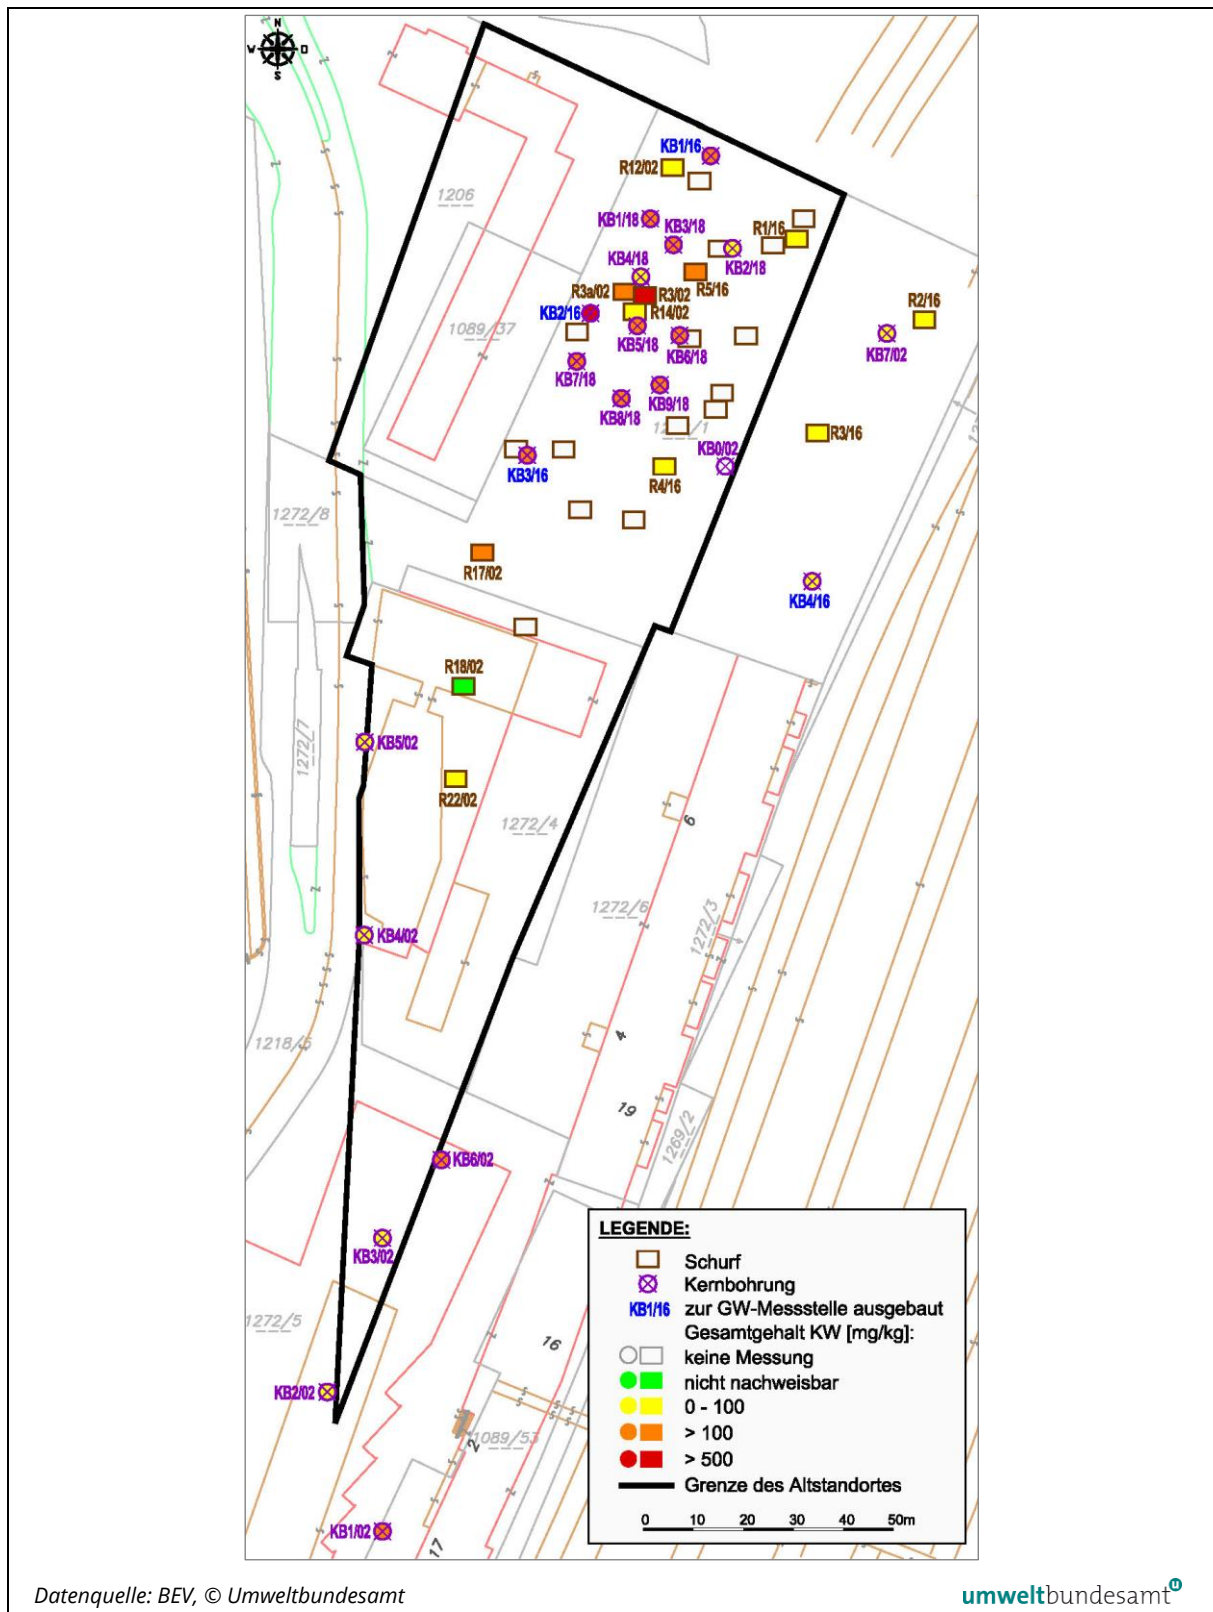 N
W O
S
KB1/16
R12/02
1206
KB1/18
KB3/18
R1/16
KB4/18
KB2/18
R3a/02
R3/02
R5/16
R2/16
KB2/16
R14/02
1089/37
KB5/18
KB6/18
KB7/02
KB7/18
KB9/18
KB8/18
R3/16
KB0/02
KB3/16
R4/16
1272/8
R17/02
KB4/16
R18/02
KB5/02
1272/7
R22/02
1272/4
6
1272/6
1272/3
KB4/02
4
1218/5
19
1269/2
KB6/02
KB3/02
1272/5
16
KB2/02
1089/53
2
KB1/02
17
LEGENDE:
Schurf
Kernbohrung
KB1/16 zur GW-Messstelle ausgebaut
Gesamtgehalt KW [mg/kg]:
keine Messung
nicht nachweisbar
0 - 100
> 100
> 500
Grenze des Altstandortes
0 10 20 30 40 50m
Datenquelle: BEV, © Umweltbundesamt
umweltbundesamt